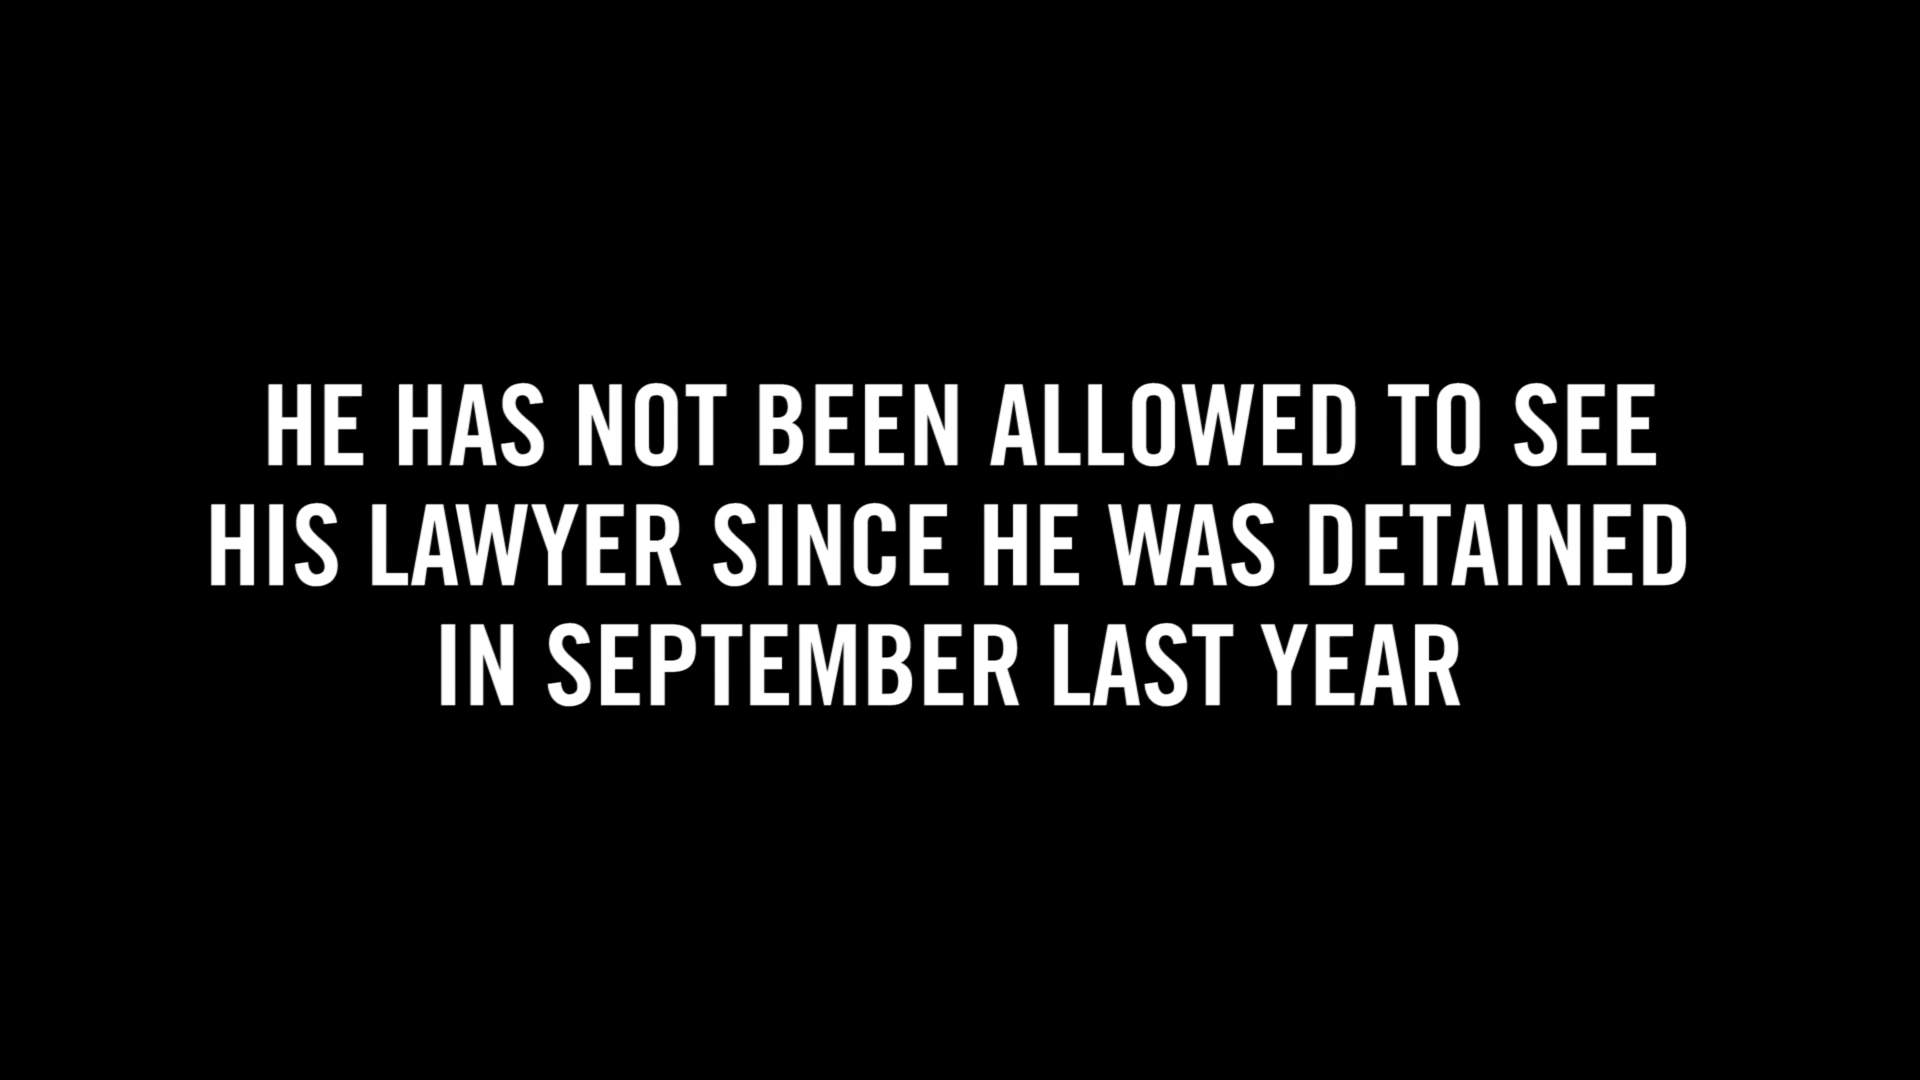 HE HAS NOT BEEN ALLOWED TO SEE
HIS LAWYER SINCE HE WAS DETAINED
IN SEPTEMBER LAST YEAR